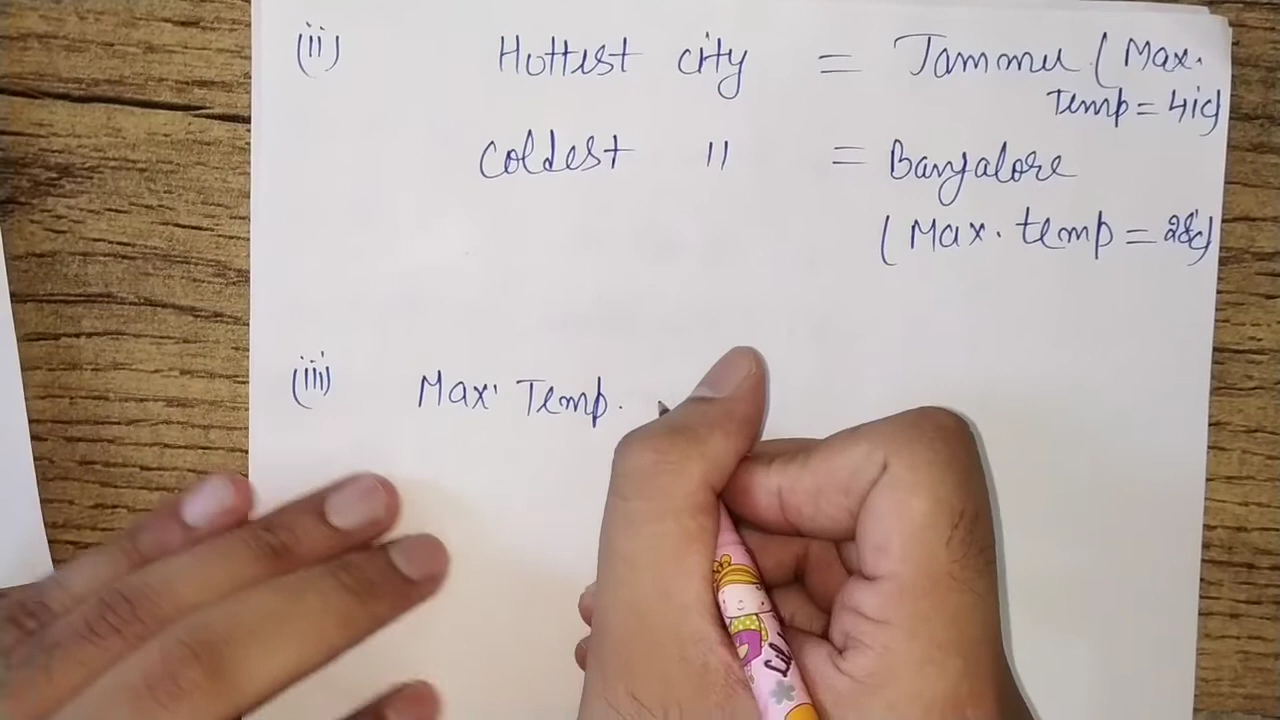 (ii) Hottest city = Jammu (Max.
Temp = 41°C)
Coldest " = Bangalore
(Max. temp = 28°C)
(iii) Max. Temp.